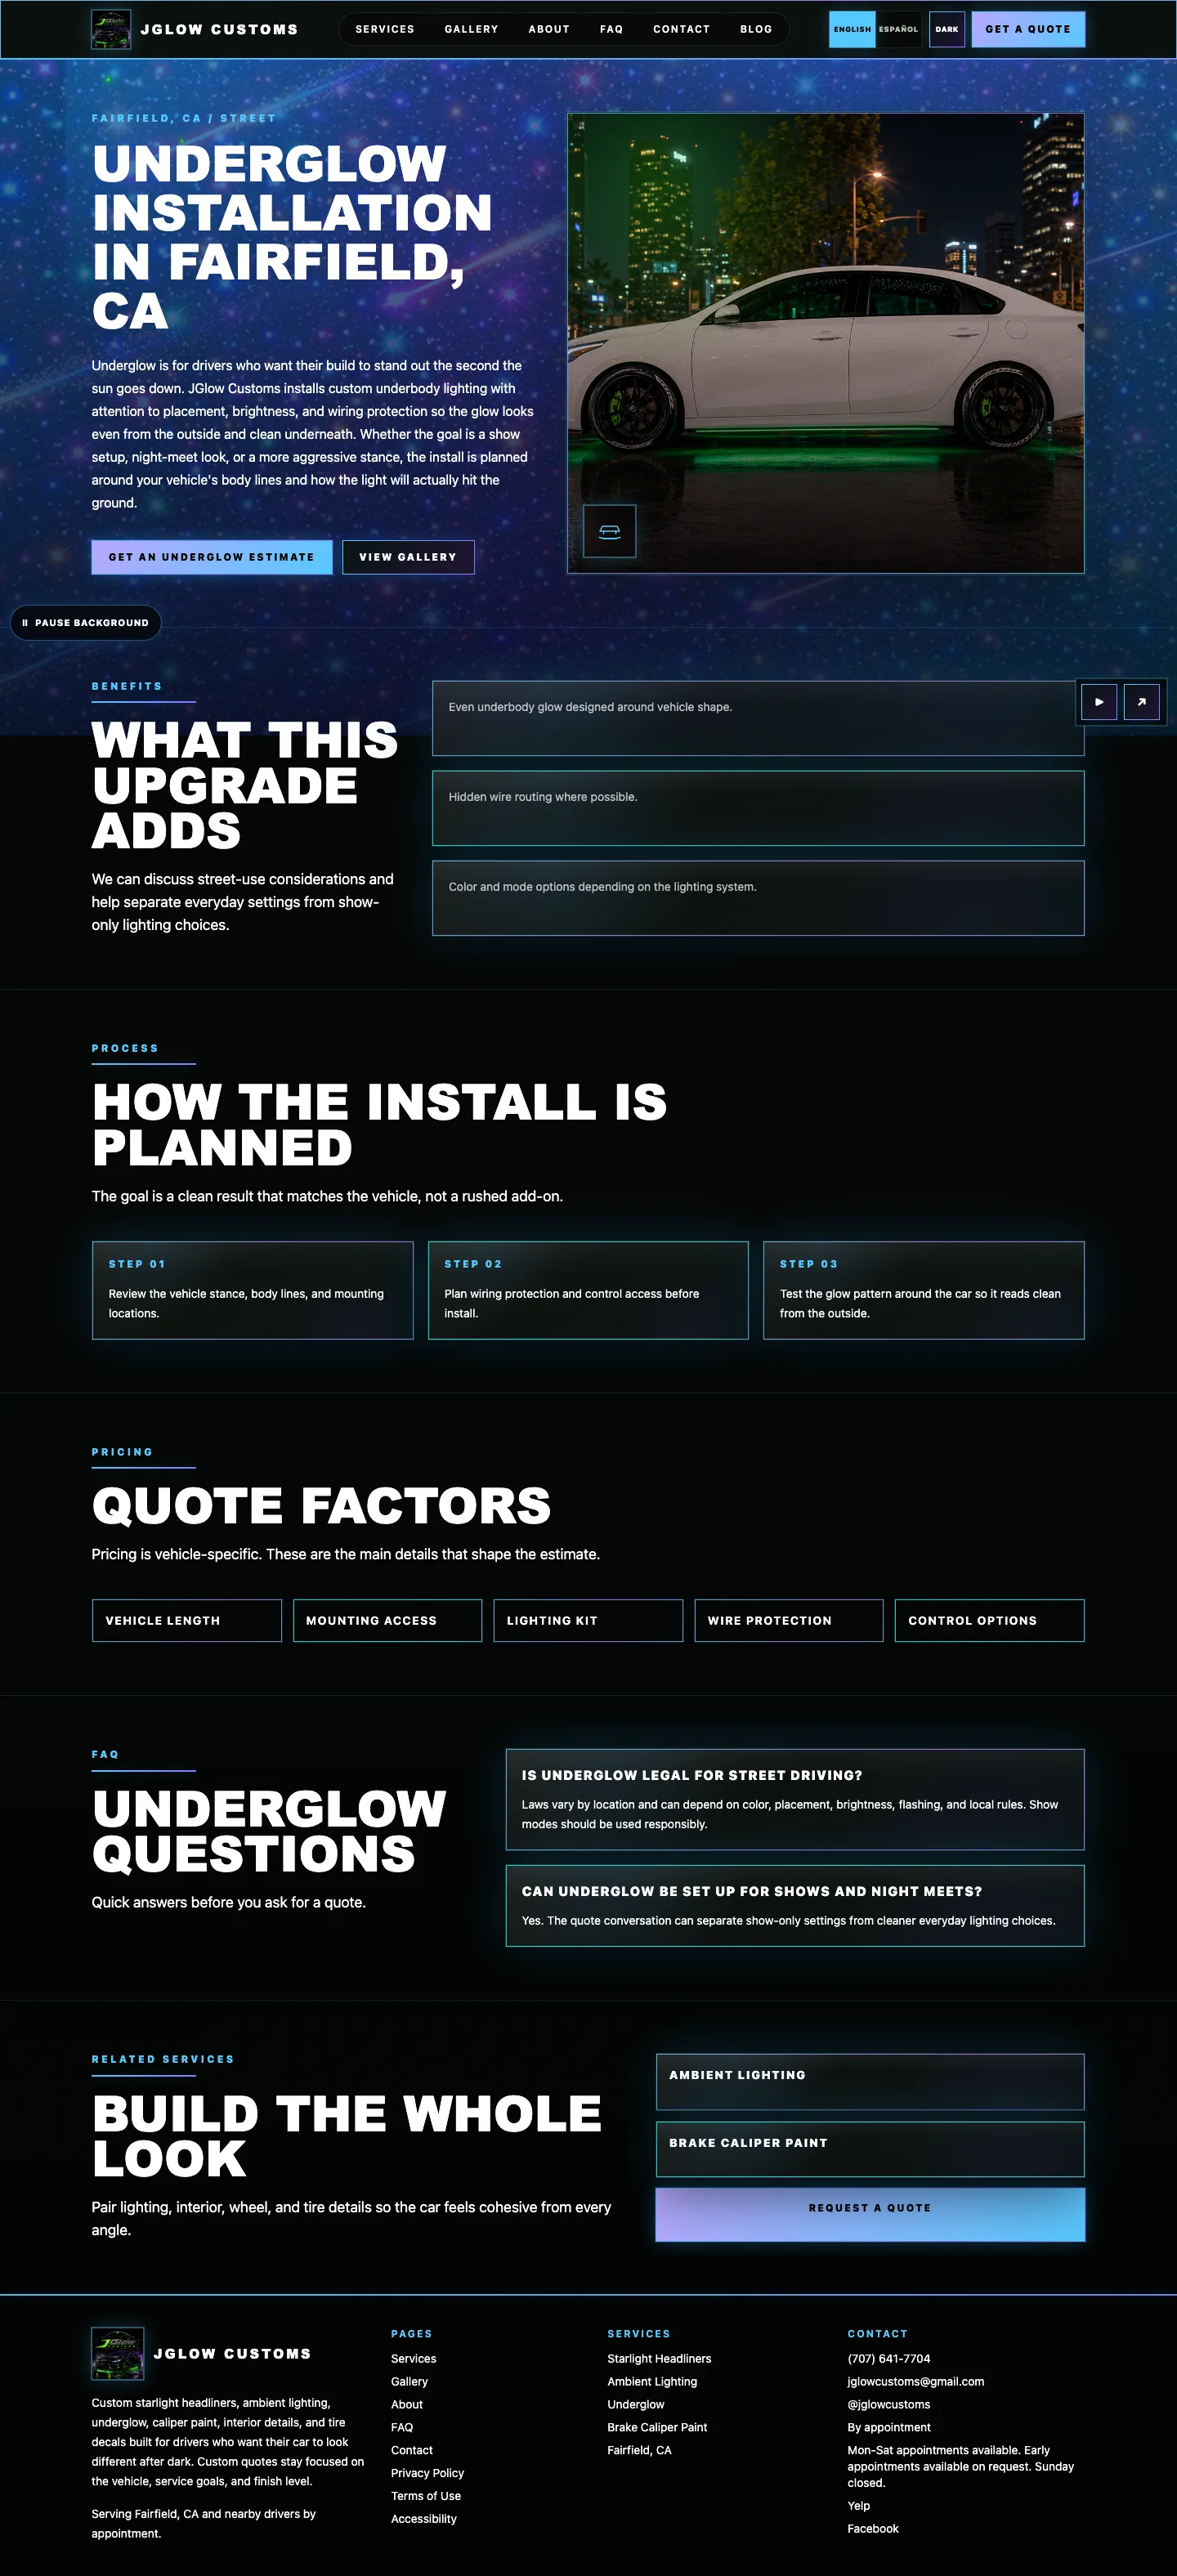 JGLOW CUSTOMS
SERVICES GALLERY ABOUT FAQ CONTACT BLOG
ENGLISH ESPAÑOL
DARK
GET A QUOTE
FAIRFIELD, CA / STREET
UNDERGLOW
INSTALLATION
IN FAIRFIELD,
CA
Underglow is for drivers who want their build to stand out the second the
sun goes down. JGlow Customs installs custom underbody lighting with
attention to placement, brightness, and wiring protection so the glow looks
even from the outside and clean underneath. Whether the goal is a show
setup, night-meet look, or a more aggressive stance, the install is planned
around your vehicle's body lines and how the light will actually hit the
ground.
GET AN UNDERGLOW ESTIMATE
VIEW GALLERY
PAUSE BACKGROUND
BENEFITS
WHAT THIS
UPGRADE
ADDS
We can discuss street-use considerations and
help separate everyday settings from show-
only lighting choices.
Even underbody glow designed around vehicle shape.
Hidden wire routing where possible.
Color and mode options depending on the lighting system.
PROCESS
HOW THE INSTALL IS
PLANNED
The goal is a clean result that matches the vehicle, not a rushed add-on.
STEP 01
Review the vehicle stance, body lines, and mounting
locations.
STEP 02
Plan wiring protection and control access before
install.
STEP 03
Test the glow pattern around the car so it reads clean
from the outside.
PRICING
QUOTE FACTORS
Pricing is vehicle-specific. These are the main details that shape the estimate.
VEHICLE LENGTH
MOUNTING ACCESS
LIGHTING KIT
WIRE PROTECTION
CONTROL OPTIONS
FAQ
UNDERGLOW
QUESTIONS
Quick answers before you ask for a quote.
IS UNDERGLOW LEGAL FOR STREET DRIVING?
Laws vary by location and can depend on color, placement, brightness, flashing, and local rules. Show
modes should be used responsibly.
CAN UNDERGLOW BE SET UP FOR SHOWS AND NIGHT MEETS?
Yes. The quote conversation can separate show-only settings from cleaner everyday lighting choices.
RELATED SERVICES
BUILD THE WHOLE
LOOK
Pair lighting, interior, wheel, and tire details so the car feels cohesive from every
angle.
AMBIENT LIGHTING
BRAKE CALIPER PAINT
REQUEST A QUOTE
JGlow
JGLOW CUSTOMS
Custom starlight headliners, ambient lighting,
underglow, caliper paint, interior details, and tire
decals built for drivers who want their car to look
different after dark. Custom quotes stay focused on
the vehicle, service goals, and finish level.
Serving Fairfield, CA and nearby drivers by
appointment.
PAGES
Services
Gallery
About
FAQ
Contact
Privacy Policy
Terms of Use
Accessibility
SERVICES
Starlight Headliners
Ambient Lighting
Underglow
Brake Caliper Paint
Fairfield, CA
CONTACT
(707) 641-7704
jglowcustoms@gmail.com
@jglowcustoms
By appointment
Mon-Sat appointments available. Early
appointments available on request. Sunday
closed.
Yelp
Facebook